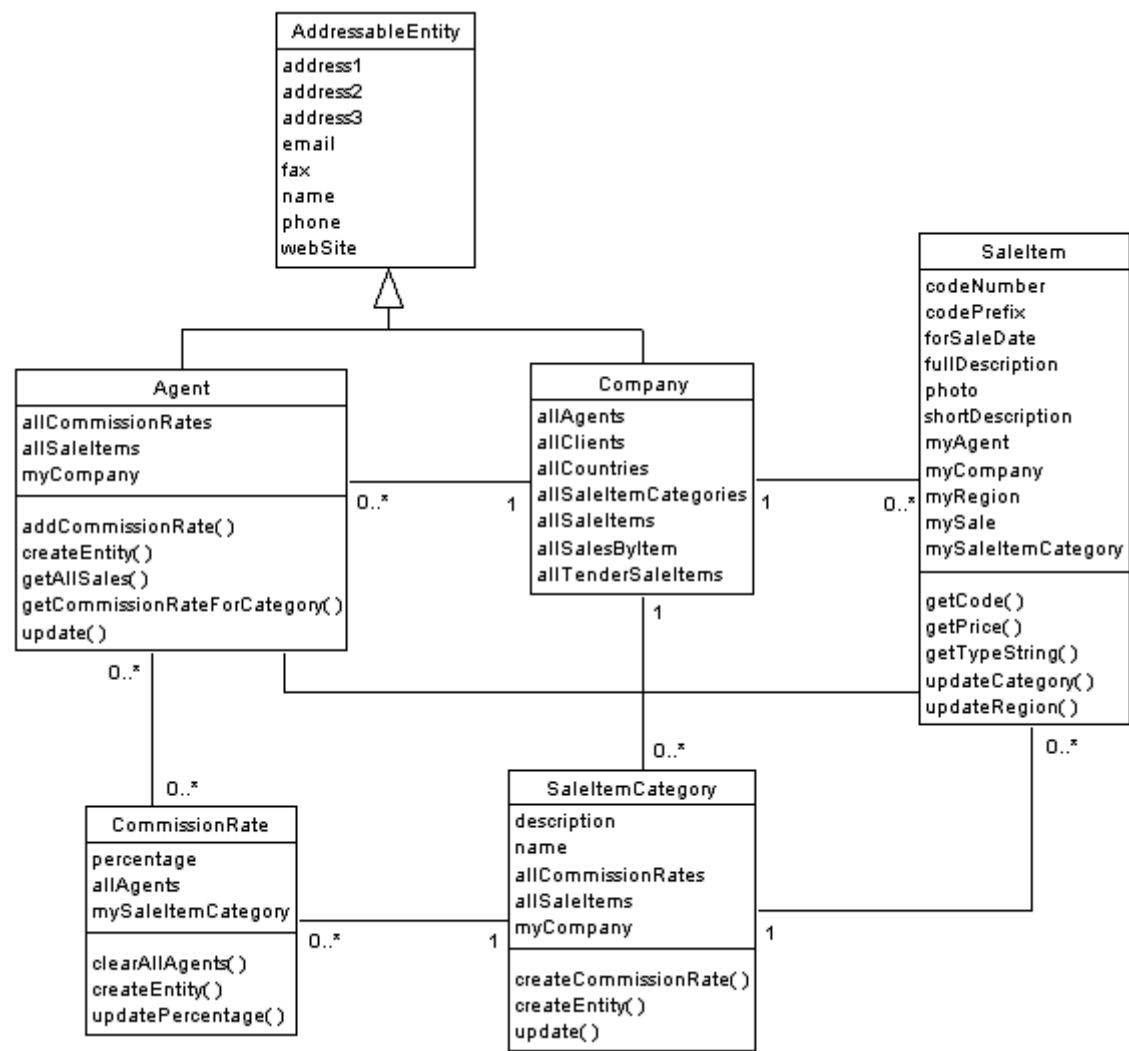 AddressableEntity
address1
address2
address3
email
fax
name
phone
webSite
SaleItem
codeNumber
codePrefix
forSaleDate
fullDescription
photo
shortDescription
myAgent
myCompany
myRegion
mySale
mySaleItemCategory
getCode()
getPrice()
getTypeString()
updateCategory()
updateRegion()
Agent
allCommissionRates
allSaleItems
myCompany
addCommissionRate()
createEntity()
getAllSales()
getCommissionRateForCategory()
update()
Company
allAgents
allClients
allCountries
allSaleItemCategories
allSaleItems
allSalesByItem
allTenderSaleItems
0..*
1
1
0..*
1
0..*
0..*
0..*
0..*
CommissionRate
percentage
allAgents
mySaleItemCategory
clearAllAgents()
createEntity()
updatePercentage()
0..*
1
SaleItemCategory
description
name
allCommissionRates
allSaleItems
myCompany
createCommissionRate()
createEntity()
update()
1